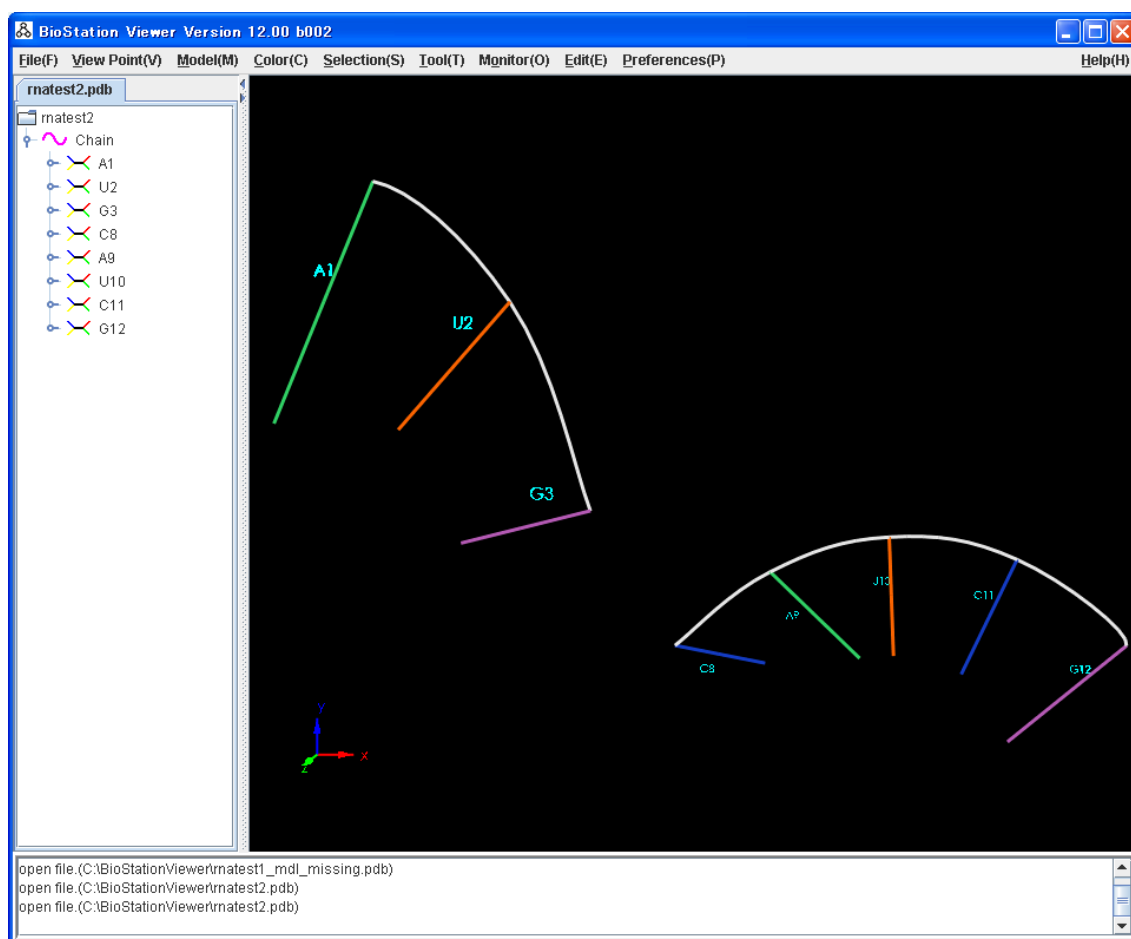 BioStation Viewer Version 12.00 b002
File(F) View Point(V) Model(M) Color(C) Selection(S) Tool(T) Monitor(O) Edit(E) Preferences(P) Help(H)
rnatest2.pdb
rnatest2
Chain
A1
U2
G3
C8
A9
U10
C11
G12
A1
U2
G3
J13
C11
A9
C8
G12
Y
X
Z
open file.(C:\BioStationViewer\rnatest1_mdl_missing.pdb)
open file.(C:\BioStationViewer\rnatest2.pdb)
open file.(C:\BioStationViewer\rnatest2.pdb)